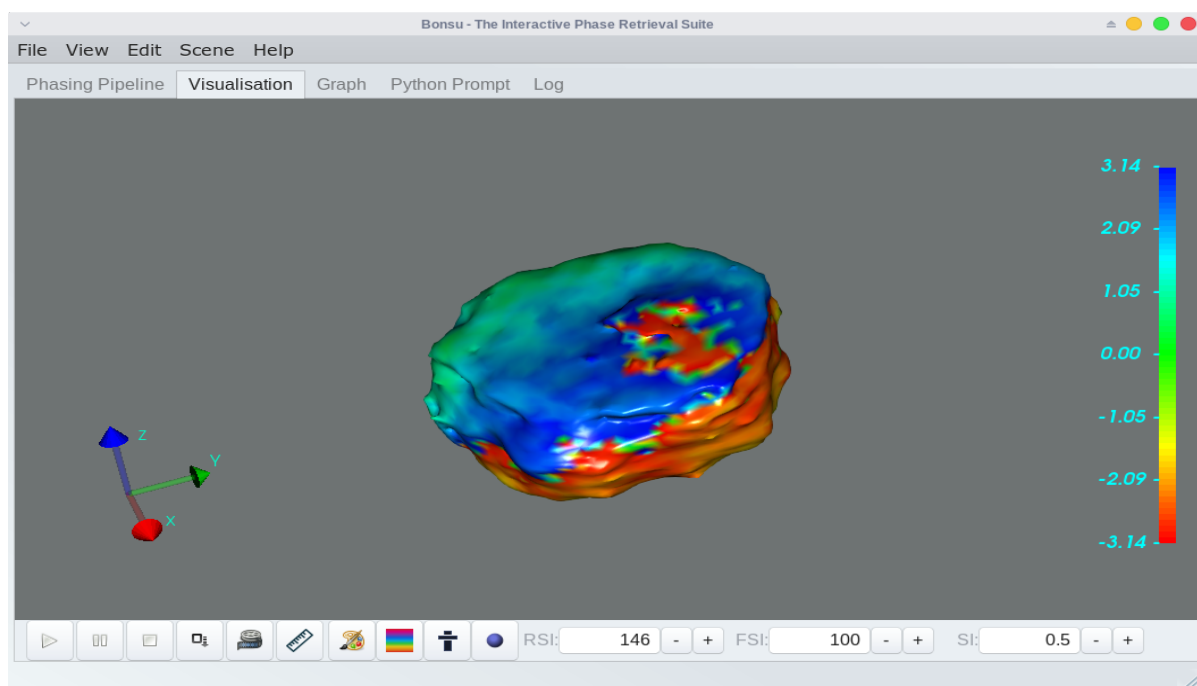 Bonsu - The Interactive Phase Retrieval Suite
File View Edit Scene Help
Phasing Pipeline Visualisation Graph Python Prompt Log
3.14
2.09
1.05
0.00
-1.05
-2.09
-3.14
Z
Y
X
RSI: 146 - + FSI: 100 - + SI: 0.5 - +